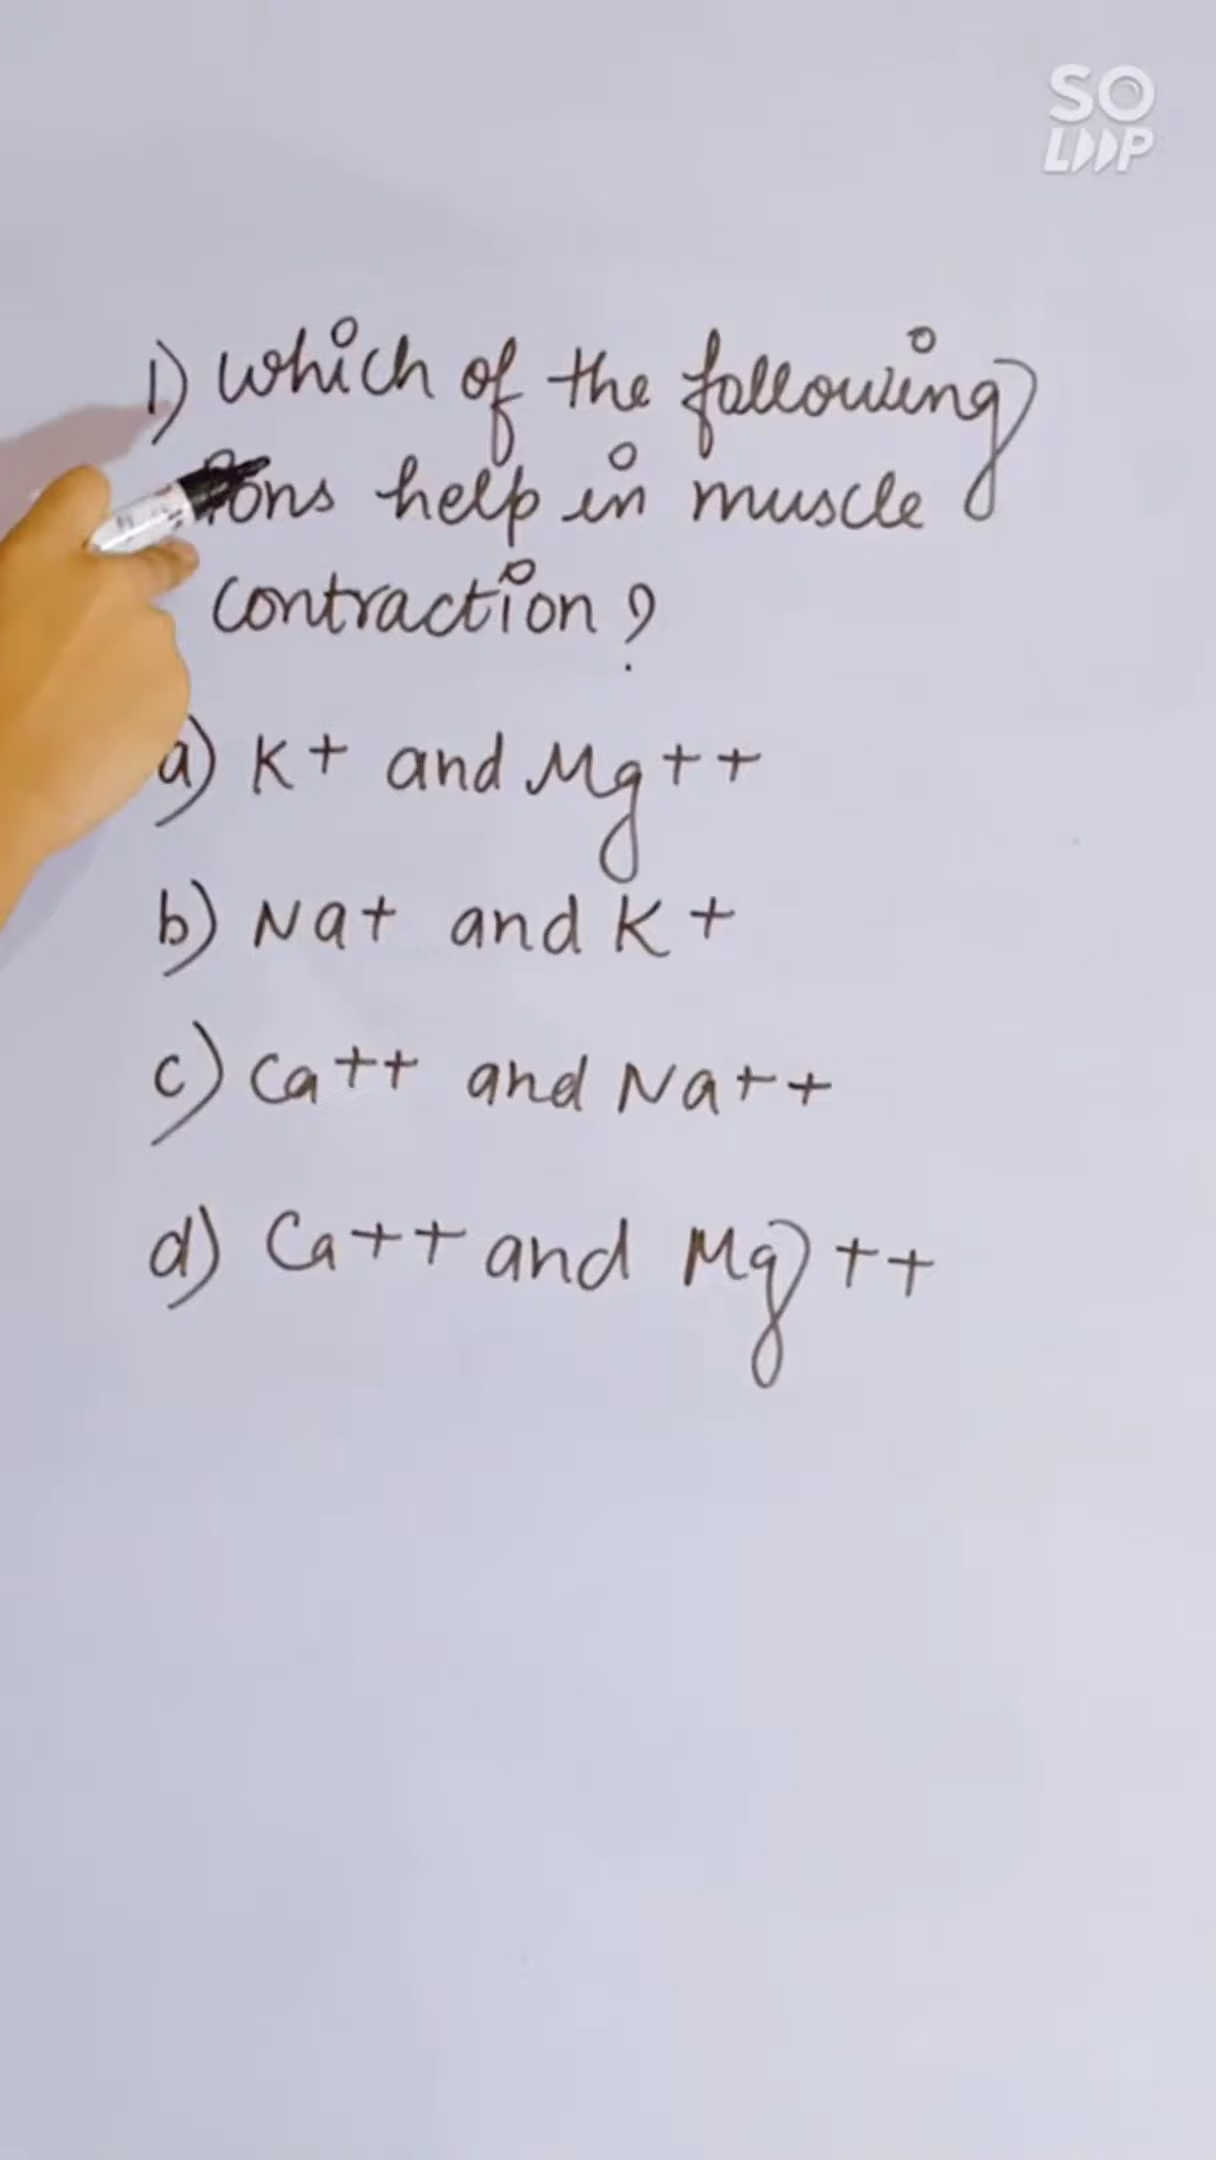 SO
LOOP
1) which of the following
ions help in muscle
contraction?
a) K+ and Mg++
b) Na+ and K+
c) Ca++ and Na++
d) Ca++ and Mg++